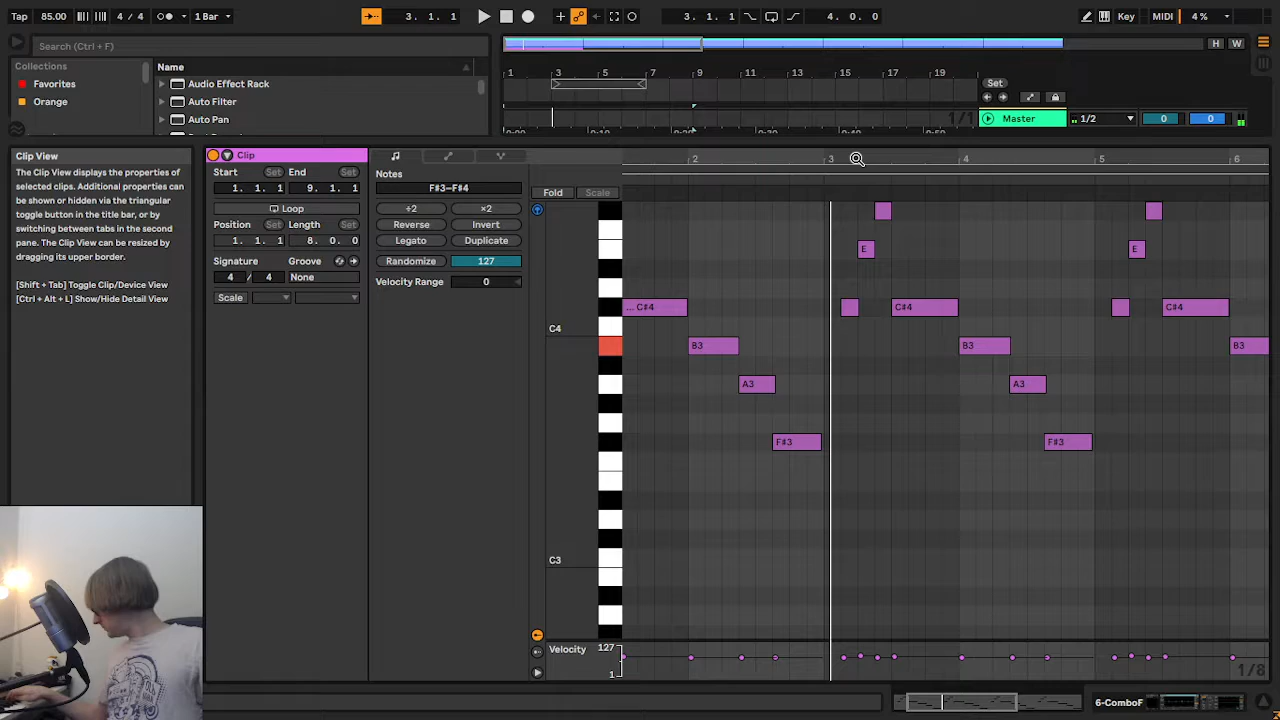 Tap 85.00 4 / 4 1 Bar 3. 1. 1 3. 1. 1 4. 0. 0 Key MIDI 4 %
Search (Ctrl + F)
H W
Collections Name
Favorites Audio Effect Rack
Orange Auto Filter
Auto Pan
1 3 5 7 9 11 13 15 17 19 Set
1/1 Master 1/2 0 0
Clip View
The Clip View displays the properties of
selected clips. Additional properties can
be shown or hidden via the triangular
toggle button in the title bar, or by
switching between tabs in the second
pane. The Clip View can be resized by
dragging its upper border.
[Shift + Tab] Toggle Clip/Device View
[Ctrl + Alt + L] Show/Hide Detail View
Clip
Start Set End Set
1. 1. 1 9. 1. 1
Loop
Position Set Length Set
1. 1. 1 8. 0. 0
Signature Groove
4 / 4 None
Scale
Notes
F#3–F#4
÷2 ×2
Reverse Invert
Legato Duplicate
Randomize 127
Velocity Range 0
2 3 4 5 6
Fold Scale
E E
... C#4 C#4 C#4
C4
B3 B3 B3
A3 A3
F#3 F#3
C3
Velocity 127
1
1/8
6-ComboF